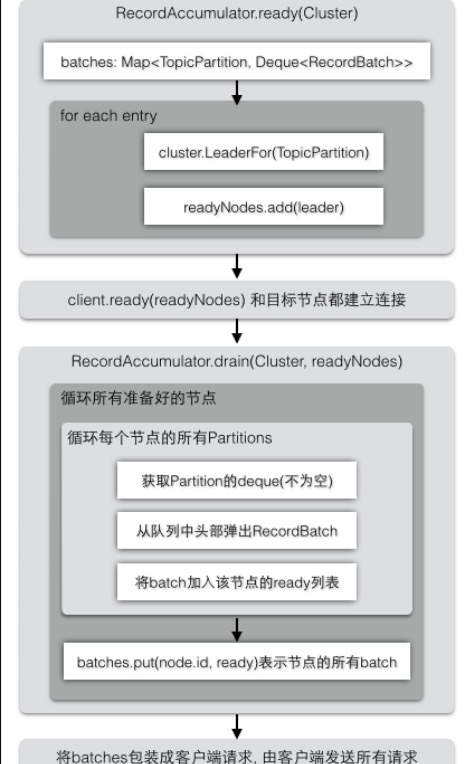 RecordAccumulator.ready(Cluster)
batches: Map<TopicPartition, Deque<RecordBatch>>
for each entry
cluster.LeaderFor(TopicPartition)
readyNodes.add(leader)
client.ready(readyNodes) 和目标节点都建立连接
RecordAccumulator.drain(Cluster, readyNodes)
循环所有准备好的节点
循环每个节点的所有Partitions
获取Partition的deque(不为空)
从队列中头部弹出RecordBatch
将batch加入该节点的ready列表
batches.put(node.id, ready)表示节点的所有batch
将batches包装成客户端请求, 由客户端发送所有请求